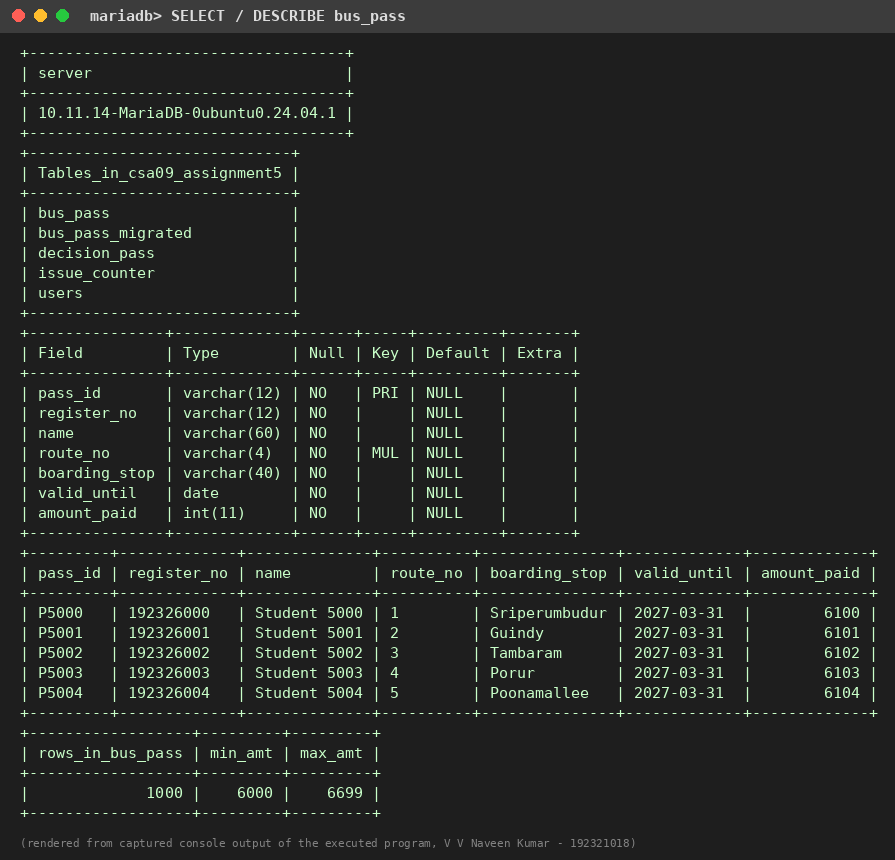 mariadb> SELECT / DESCRIBE bus_pass
+-----------------------------------+
| server                            |
+-----------------------------------+
| 10.11.14-MariaDB-0ubuntu0.24.04.1 |
+-----------------------------------+
+-----------------------------+
| Tables_in_csa09_assignment5 |
+-----------------------------+
| bus_pass                    |
| bus_pass_migrated           |
| decision_pass               |
| issue_counter               |
| users                       |
+-----------------------------+
+---------------+-------------+------+-----+---------+-------+
| Field         | Type        | Null | Key | Default | Extra |
+---------------+-------------+------+-----+---------+-------+
| pass_id       | varchar(12) | NO   | PRI | NULL    |       |
| register_no   | varchar(12) | NO   |     | NULL    |       |
| name          | varchar(60) | NO   |     | NULL    |       |
| route_no      | varchar(4)  | NO   | MUL | NULL    |       |
| boarding_stop | varchar(40) | NO   |     | NULL    |       |
| valid_until   | date        | NO   |     | NULL    |       |
| amount_paid   | int(11)     | NO   |     | NULL    |       |
+---------------+-------------+------+-----+---------+-------+
+---------+-------------+--------------+----------+---------------+-------------+-------------+
| pass_id | register_no | name         | route_no | boarding_stop | valid_until | amount_paid |
+---------+-------------+--------------+----------+---------------+-------------+-------------+
| P5000   | 192326000   | Student 5000 | 1        | Sriperumbudur | 2027-03-31  |        6100 |
| P5001   | 192326001   | Student 5001 | 2        | Guindy        | 2027-03-31  |        6101 |
| P5002   | 192326002   | Student 5002 | 3        | Tambaram      | 2027-03-31  |        6102 |
| P5003   | 192326003   | Student 5003 | 4        | Porur         | 2027-03-31  |        6103 |
| P5004   | 192326004   | Student 5004 | 5        | Poonamallee   | 2027-03-31  |        6104 |
+---------+-------------+--------------+----------+---------------+-------------+-------------+
+------------------+---------+---------+
| rows_in_bus_pass | min_amt | max_amt |
+------------------+---------+---------+
|             1000 |    6000 |    6699 |
+------------------+---------+---------+
(rendered from captured console output of the executed program, V V Naveen Kumar - 192321018)